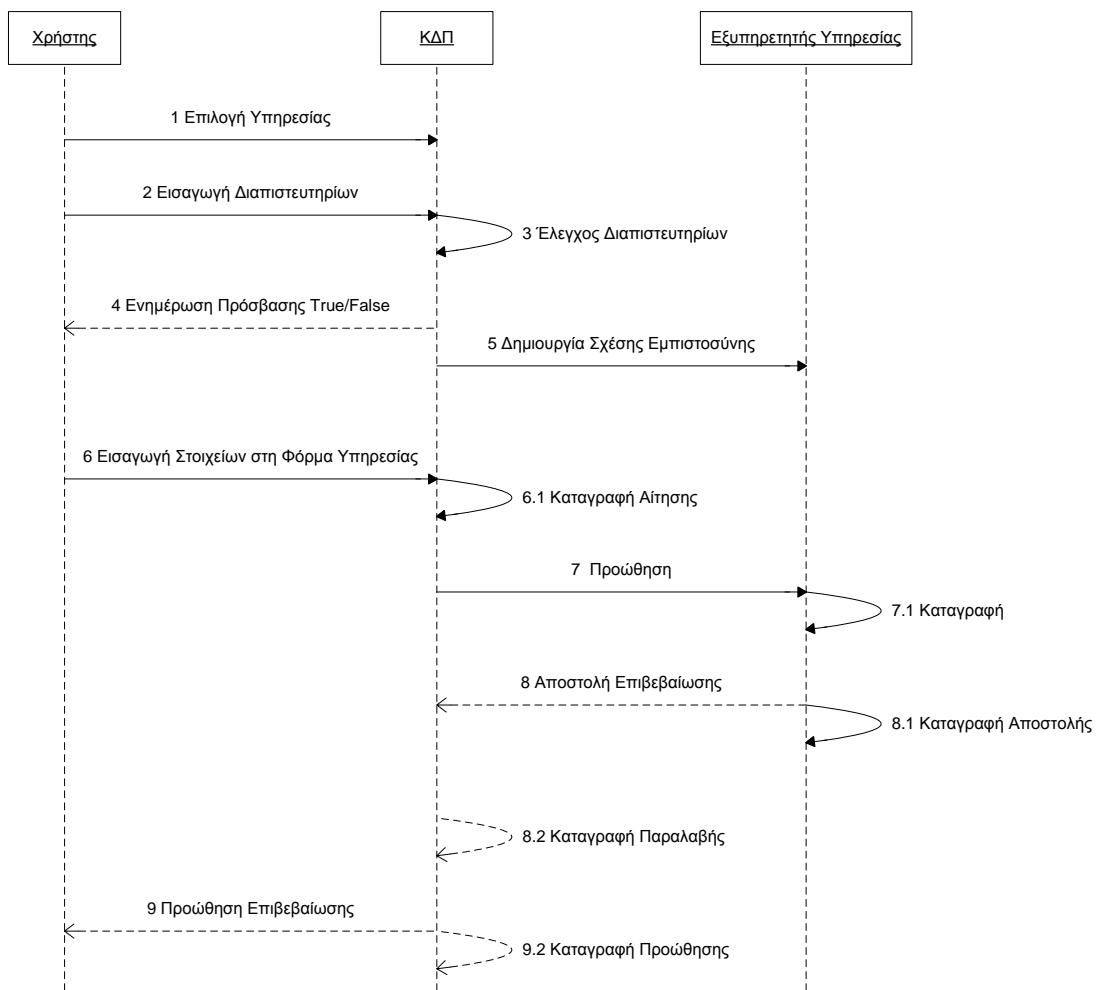 Χρήστης
ΚΔΠ
Εξυπηρετητής Υπηρεσίας
1 Επιλογή Υπηρεσίας
2 Εισαγωγή Διαπιστευτηρίων
3 Έλεγχος Διαπιστευτηρίων
4 Ενημέρωση Πρόσβασης True/False
5 Δημιουργία Σχέσης Εμπιστοσύνης
6 Εισαγωγή Στοιχείων στη Φόρμα Υπηρεσίας
6.1 Καταγραφή Αίτησης
7 Προώθηση
7.1 Καταγραφή
8 Αποστολή Επιβεβαίωσης
8.1 Καταγραφή Αποστολής
8.2 Καταγραφή Παραλαβής
9 Προώθηση Επιβεβαίωσης
9.2 Καταγραφή Προώθησης